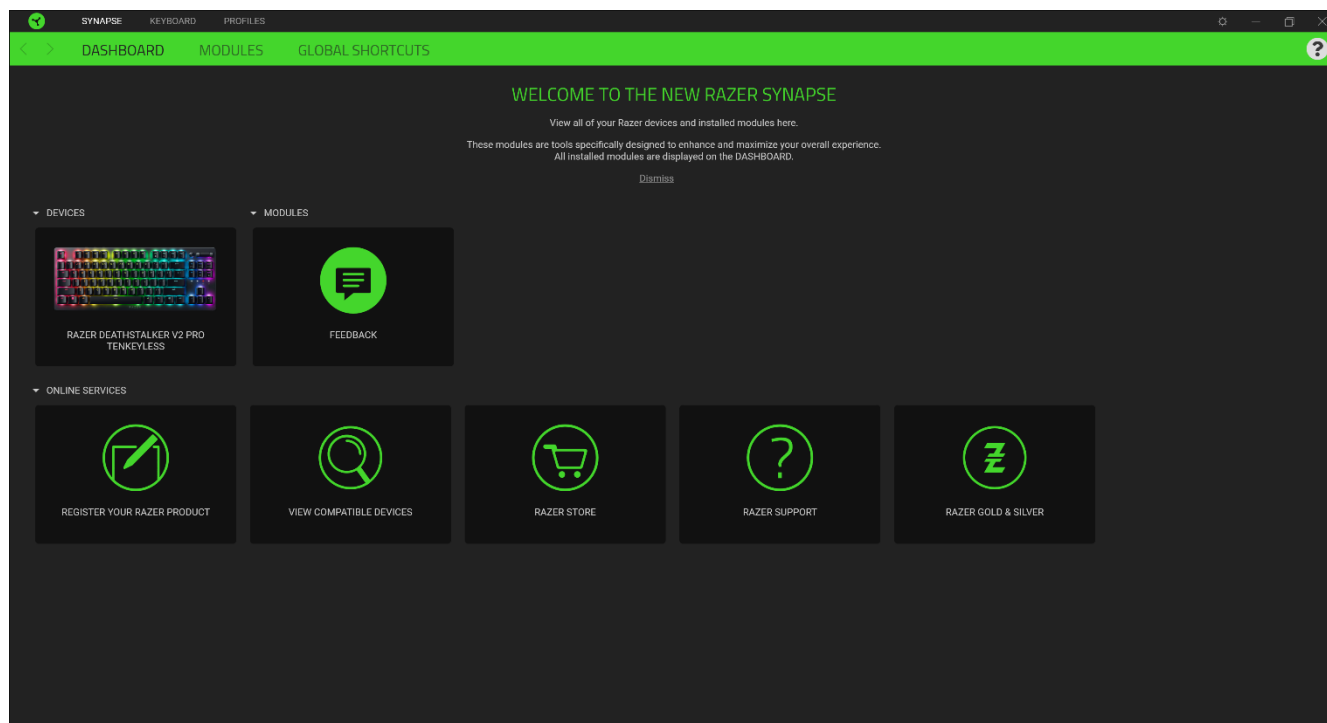 SYNAPSE KEYBOARD PROFILES
DASHBOARD MODULES GLOBAL SHORTCUTS
?
WELCOME TO THE NEW RAZER SYNAPSE
View all of your Razer devices and installed modules here.
These modules are tools specifically designed to enhance and maximize your overall experience.
All installed modules are displayed on the DASHBOARD.
Dismiss
DEVICES
MODULES
RAZER DEATHSTALKER V2 PRO
TENKEYLESS
FEEDBACK
ONLINE SERVICES
REGISTER YOUR RAZER PRODUCT
VIEW COMPATIBLE DEVICES
RAZER STORE
RAZER SUPPORT
RAZER GOLD & SILVER